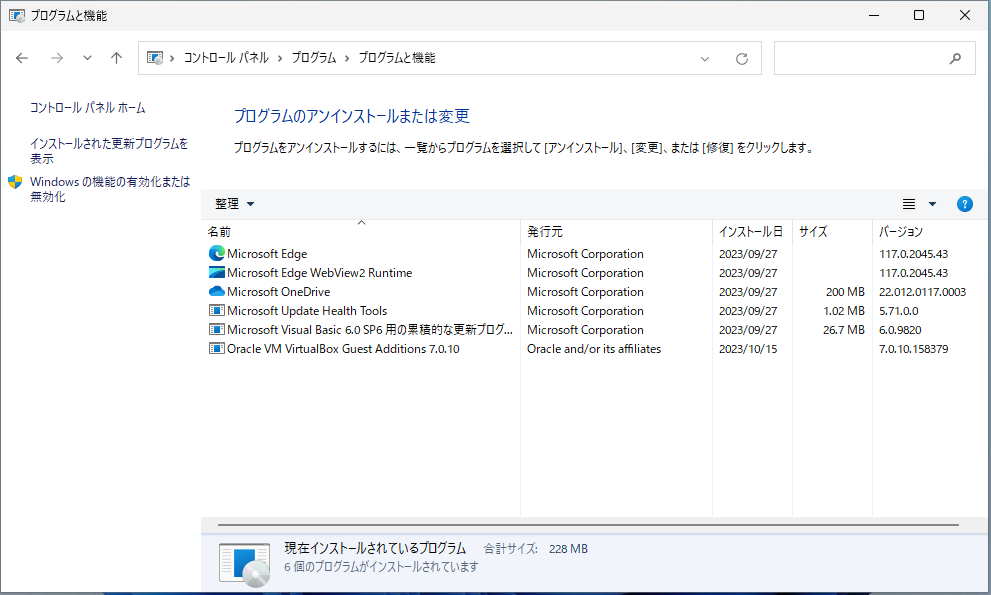 プログラムと機能
コントロール パネル › プログラム › プログラムと機能
コントロール パネル ホーム
インストールされた更新プログラムを
表示
Windows の機能の有効化または
無効化
プログラムのアンインストールまたは変更
プログラムをアンインストールするには、一覧からプログラムを選択して [アンインストール]、[変更]、または [修復] をクリックします。
整理
名前 発行元 インストール日 サイズ バージョン
Microsoft Edge Microsoft Corporation 2023/09/27 117.0.2045.43
Microsoft Edge WebView2 Runtime Microsoft Corporation 2023/09/27 117.0.2045.43
Microsoft OneDrive Microsoft Corporation 2023/09/27 200 MB 22.012.0117.0003
Microsoft Update Health Tools Microsoft Corporation 2023/09/27 1.02 MB 5.71.0.0
Microsoft Visual Basic 6.0 SP6 用の累積的な更新プログ... Microsoft Corporation 2023/09/27 26.7 MB 6.0.9820
Oracle VM VirtualBox Guest Additions 7.0.10 Oracle and/or its affiliates 2023/10/15 7.0.10.158379
現在インストールされているプログラム 合計サイズ: 228 MB
6 個のプログラムがインストールされています